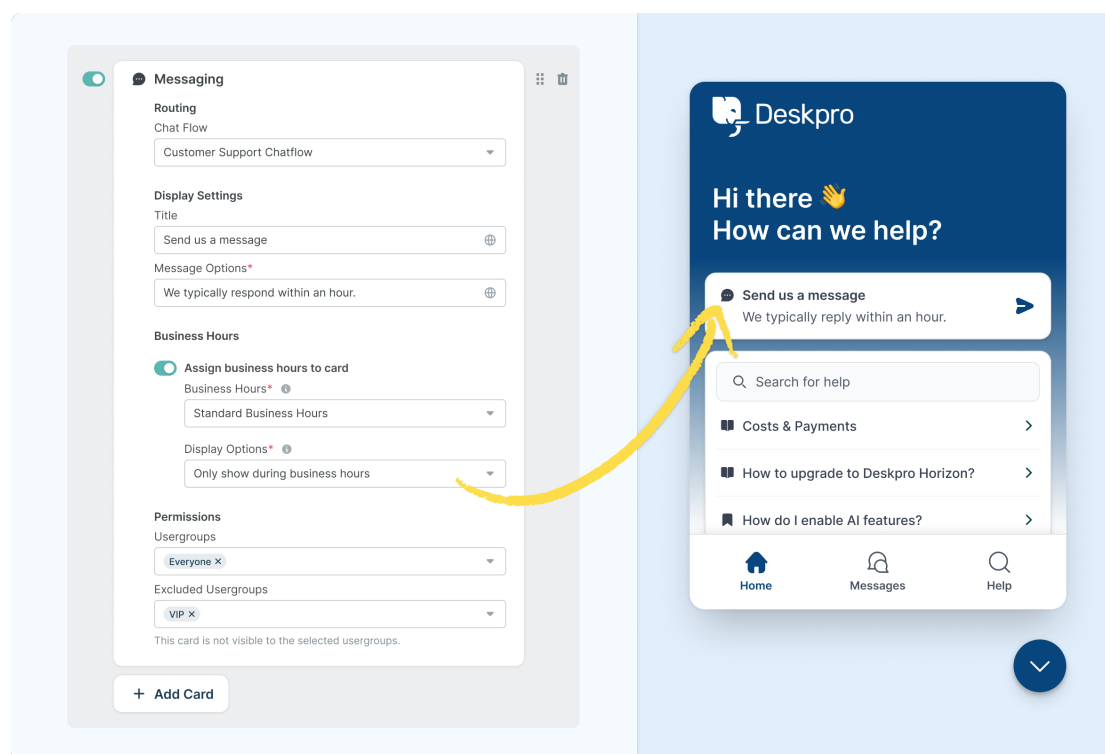 Messaging
Routing
Chat Flow
Customer Support Chatflow
Display Settings
Title
Send us a message
Message Options*
We typically respond within an hour.
Business Hours
Assign business hours to card
Business Hours*
Standard Business Hours
Display Options*
Only show during business hours
Permissions
Usergroups
Everyone ×
Excluded Usergroups
VIP ×
This card is not visible to the selected usergroups.
+ Add Card
Deskpro
Hi there 👋
How can we help?
Send us a message
We typically reply within an hour.
Search for help
Costs & Payments
How to upgrade to Deskpro Horizon?
How do I enable AI features?
Home
Messages
Help